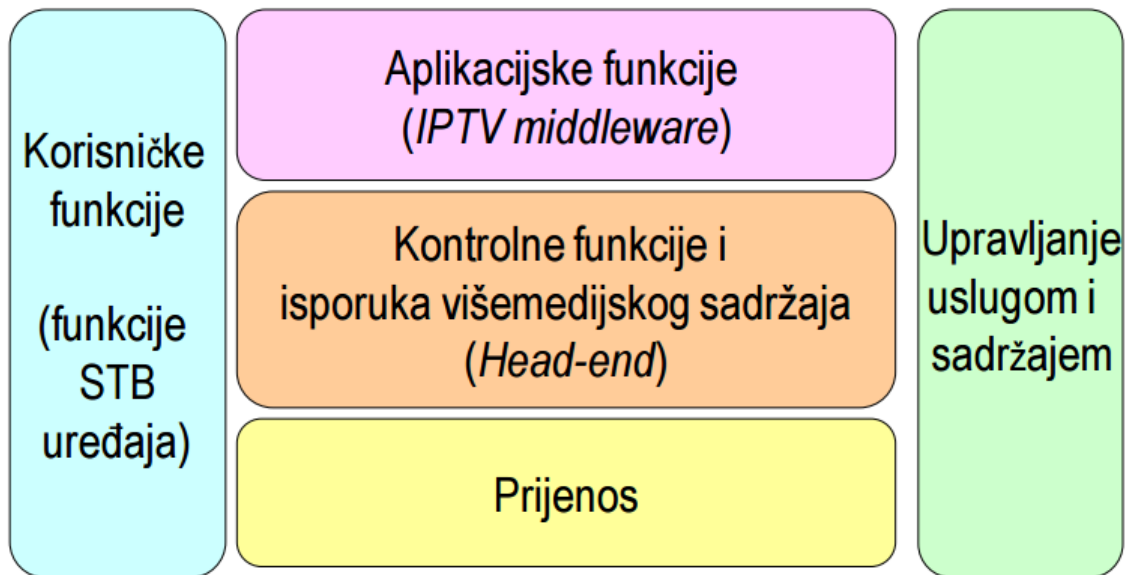 Korisničke
funkcije
(funkcije
STB
uređaja)
Aplikacijske funkcije
(IPTV middleware)
Kontrolne funkcije i
isporuka višemedijskog sadržaja
(Head-end)
Prijenos
Upravljanje
uslugom i
sadržajem